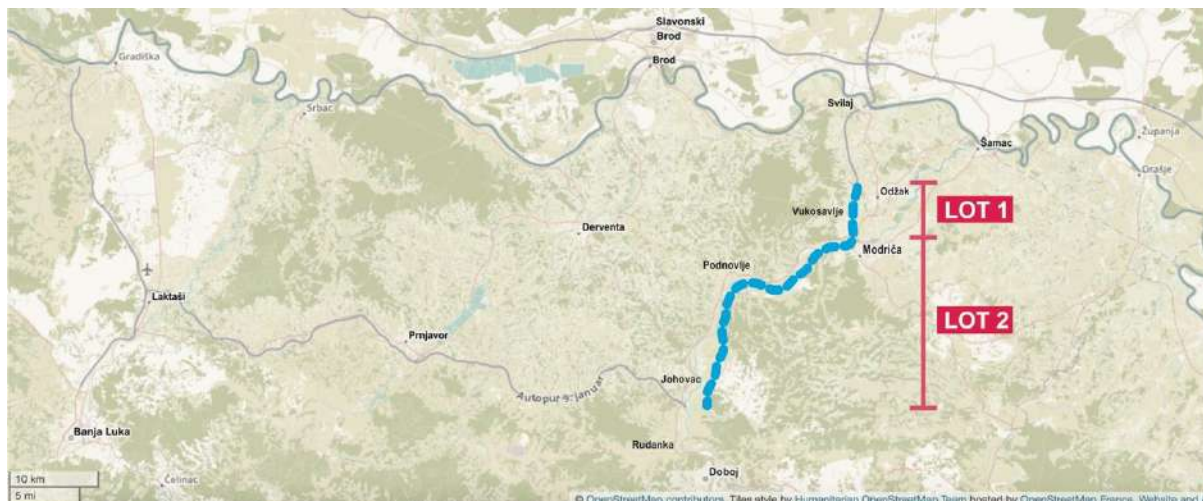 Slavonski
Brod
Brod
Gradiška
Srbac
Svilaj
Šamac
Županja
Orašje
Odžak
LOT 1
Vukosavlje
Derventa
Modriča
Podnovlje
Laktaši
LOT 2
Prnjavor
Johovac
Autoput 9. januar
Banja Luka
Rudanka
Doboj
Čelinac
10 km
5 mi
© OpenStreetMap contributors. Tiles style by Humanitarian OpenStreetMap Team hosted by OpenStreetMap France. Website and